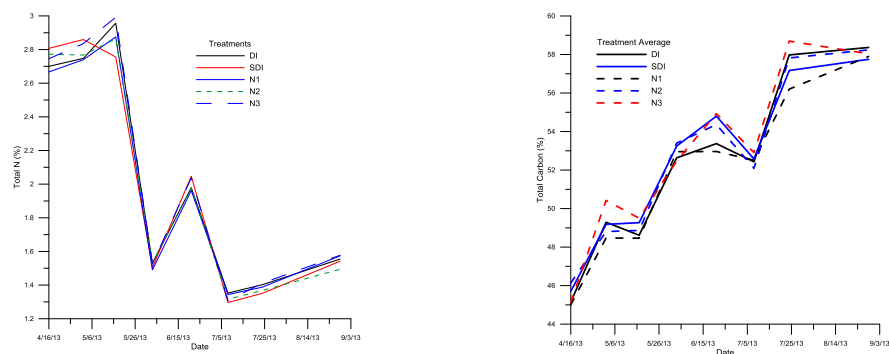 3
2.8
2.6
2.4
2.2
2
1.8
1.6
1.4
1.2
Total N (%)
4/16/13 5/6/13 5/26/13 6/15/13 7/5/13 7/25/13 8/14/13 9/3/13
Date
Treatments
DI
SDI
N1
N2
N3
60
58
56
54
52
50
48
46
44
Total Carbon (%)
4/16/13 5/6/13 5/26/13 6/15/13 7/5/13 7/25/13 8/14/13 9/3/13
Date
Treatment Average
DI
SDI
N1
N2
N3